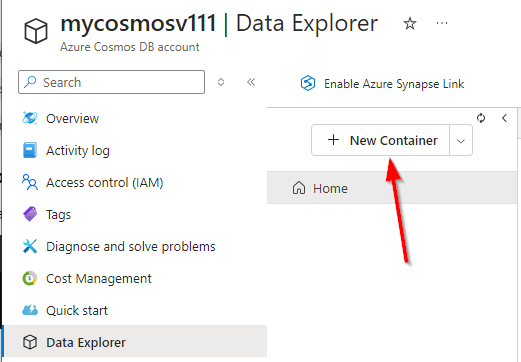 mycosmosv111 | Data Explorer
Azure Cosmos DB account
Search
Enable Azure Synapse Link
Overview
Activity log
Access control (IAM)
Tags
Diagnose and solve problems
Cost Management
Quick start
Data Explorer
+ New Container
Home